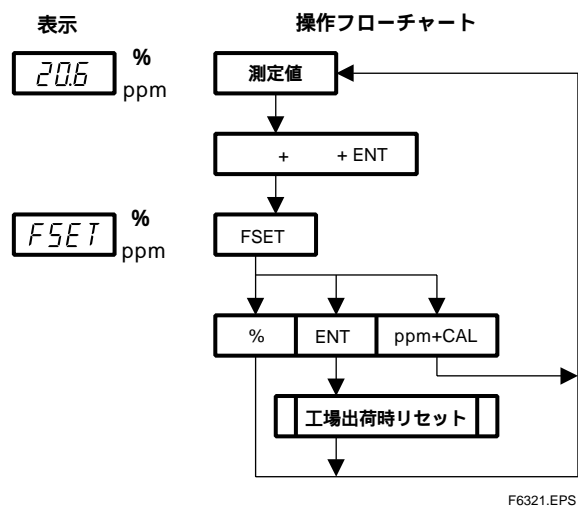 表示 操作フローチャート
20.6 % 測定値
ppm
+ + ENT
FSET % FSET
ppm
% ENT ppm+CAL
工場出荷時リセット
F6321.EPS